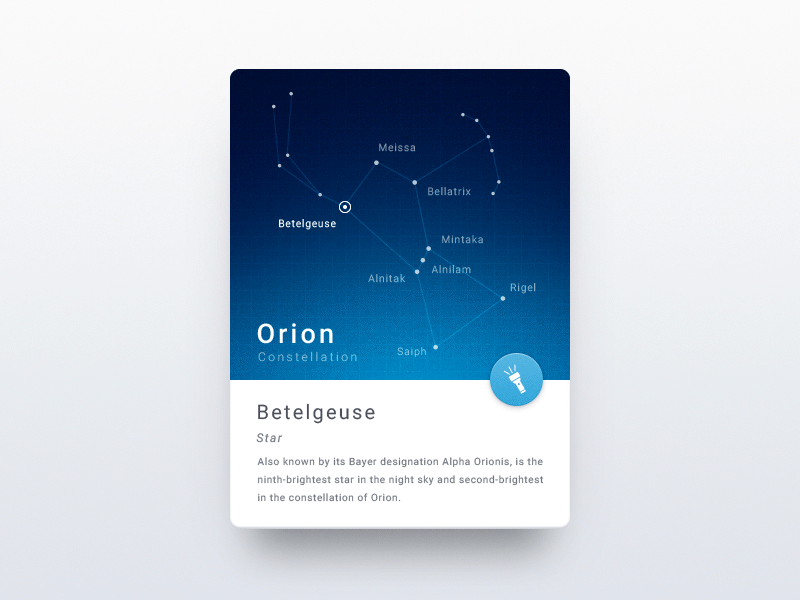 Meissa
Bellatrix
Betelgeuse
Mintaka
Alnilam
Alnitak
Rigel
Orion
Saiph
Constellation
Betelgeuse
Star
Also known by its Bayer designation Alpha Orionis, is the
ninth-brightest star in the night sky and second-brightest
in the constellation of Orion.